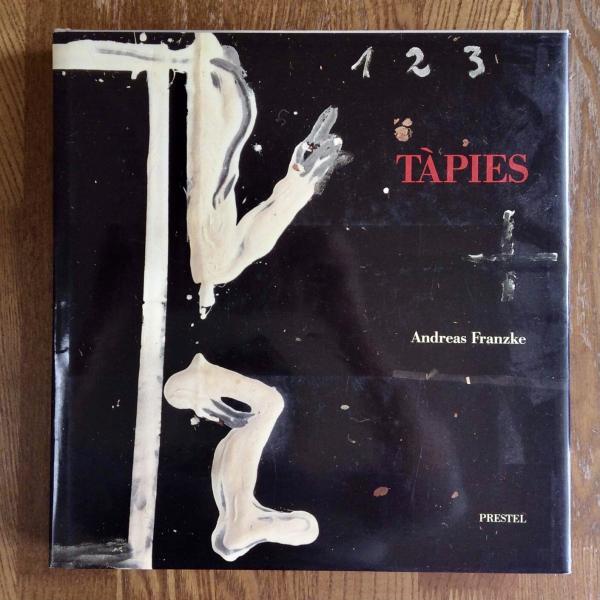 1 2 3
TÀPIES
Andreas Franzke
PRESTEL